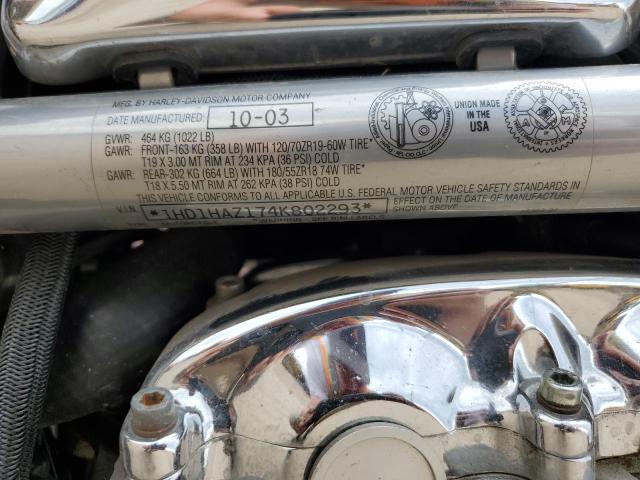 MFG. BY HARLEY-DAVIDSON MOTOR COMPANY
DATE MANUFACTURED: 10-03
GVWR: 464 KG (1022 LB)
GAWR: FRONT-163 KG (358 LB) WITH 120/70ZR19-60W TIRE*
T19 X 3.00 MT RIM AT 234 KPA (36 PSI) COLD
GAWR: REAR-302 KG (664 LB) WITH 180/55ZR18 74W TIRE*
T18 X 5.50 MT RIM AT 262 KPA (38 PSI) COLD
THIS VEHICLE CONFORMS TO ALL APPLICABLE U.S. FEDERAL MOTOR VEHICLE SAFETY STANDARDS IN
EFFECT ON THE DATE OF MANUFACTURE
SHOWN ABOVE.
V.I.N. *1HD1HAZ174K802293*
WARNING - SEE RIM LABELS
UNION MADE
IN THE
USA